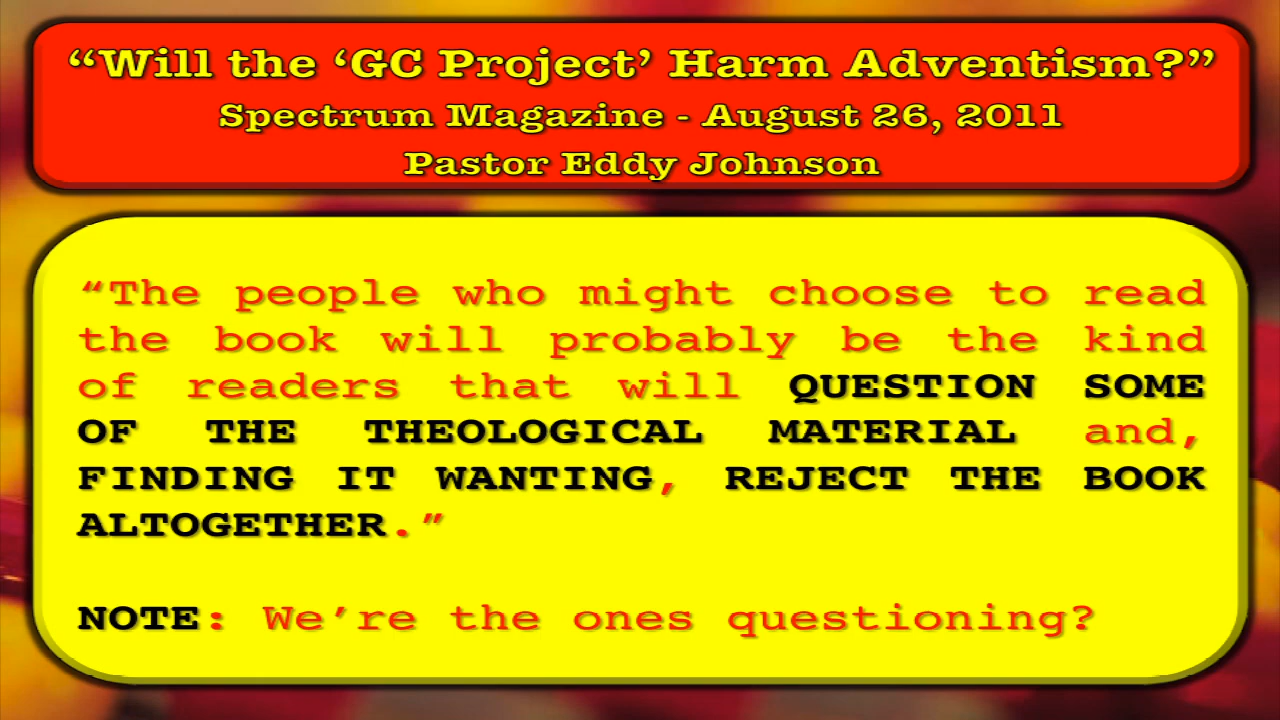 “Will the ‘GC Project’ Harm Adventism?”
Spectrum Magazine - August 26, 2011
Pastor Eddy Johnson
“The people who might choose to read
the book will probably be the kind
of readers that will QUESTION SOME
OF THE THEOLOGICAL MATERIAL and,
FINDING IT WANTING, REJECT THE BOOK
ALTOGETHER.”
NOTE: We’re the ones questioning?